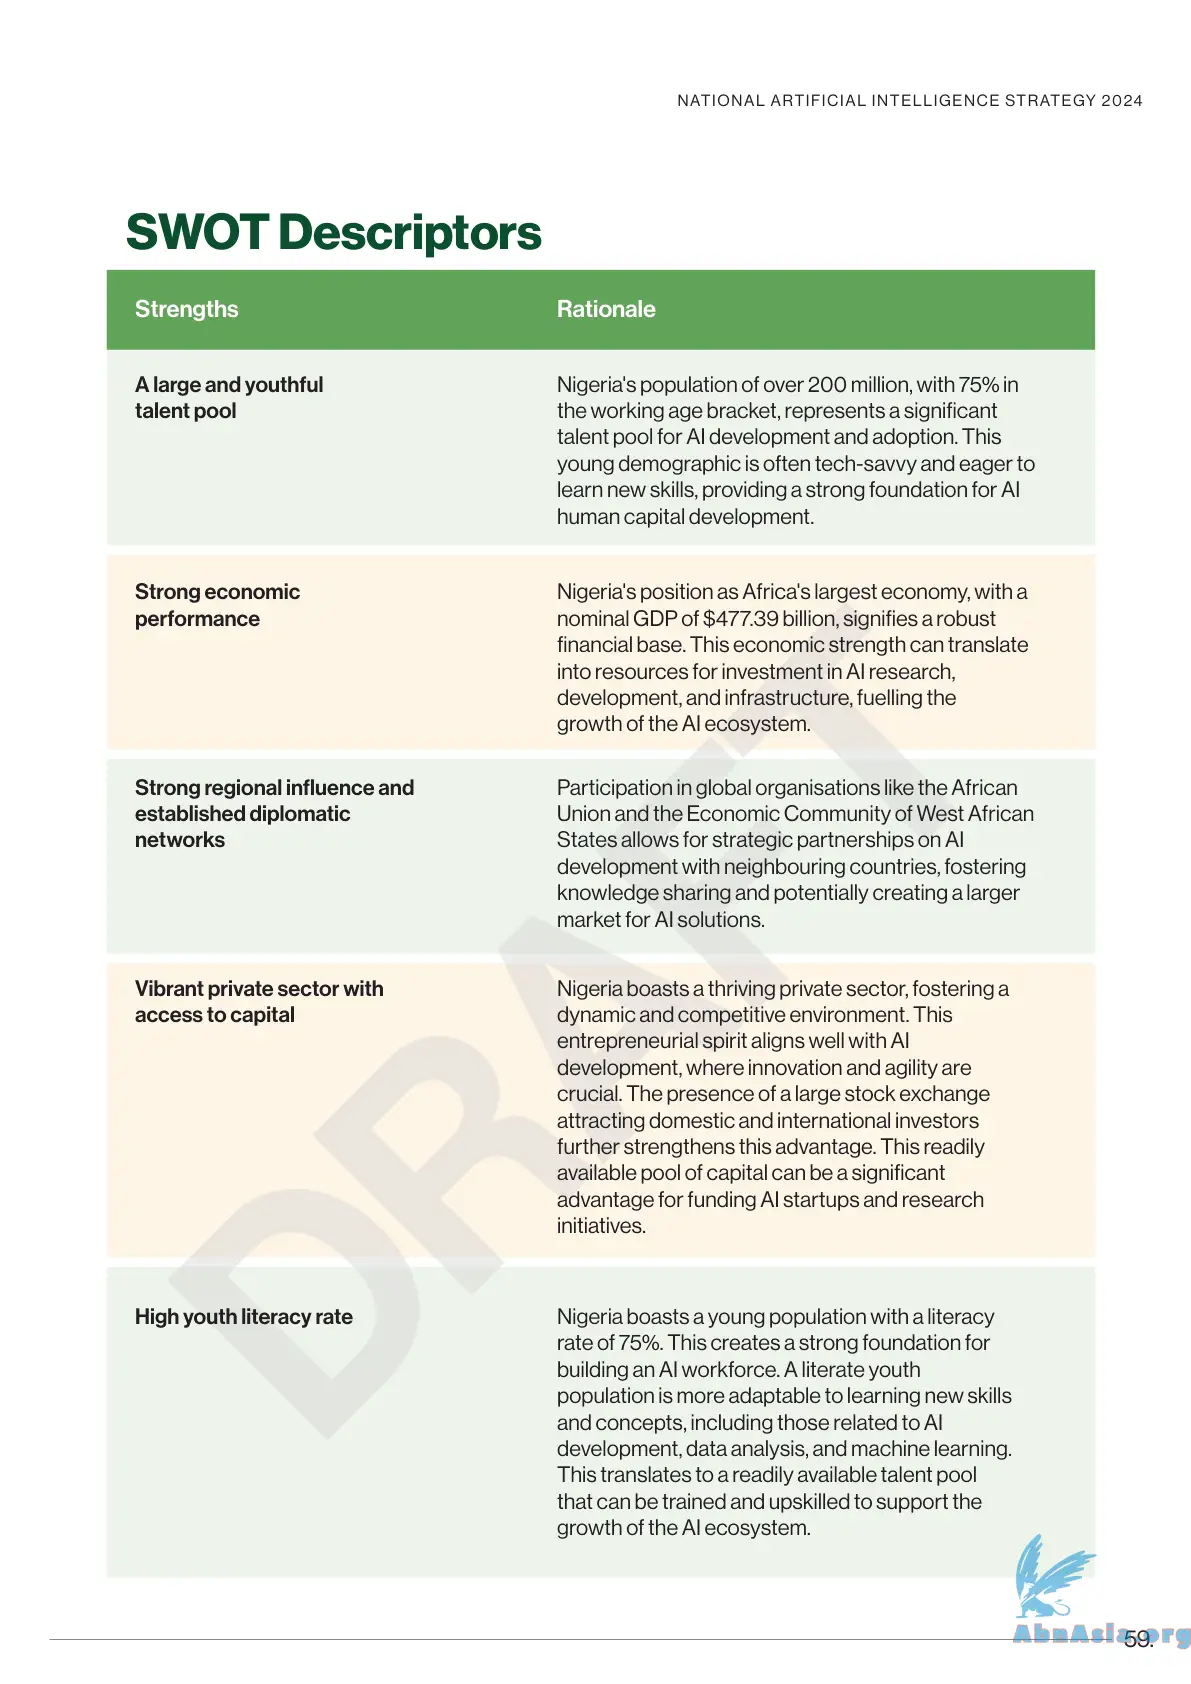 NATIONAL ARTIFICIAL INTELLIGENCE STRATEGY 2024
SWOT Descriptors
Strengths
Rationale
A large and youthful
talent pool
Nigeria's population of over 200 million, with 75% in
the working age bracket, represents a significant
talent pool for AI development and adoption. This
young demographic is often tech-savvy and eager to
learn new skills, providing a strong foundation for AI
human capital development.
Strong economic
performance
Nigeria's position as Africa's largest economy, with a
nominal GDP of $477.39 billion, signifies a robust
financial base. This economic strength can translate
into resources for investment in AI research,
development, and infrastructure, fuelling the
growth of the AI ecosystem.
Strong regional influence and
established diplomatic
networks
Participation in global organisations like the African
Union and the Economic Community of West African
States allows for strategic partnerships on AI
development with neighbouring countries, fostering
knowledge sharing and potentially creating a larger
market for AI solutions.
Vibrant private sector with
access to capital
Nigeria boasts a thriving private sector, fostering a
dynamic and competitive environment. This
entrepreneurial spirit aligns well with AI
development, where innovation and agility are
crucial. The presence of a large stock exchange
attracting domestic and international investors
further strengthens this advantage. This readily
available pool of capital can be a significant
advantage for funding AI startups and research
initiatives.
High youth literacy rate
Nigeria boasts a young population with a literacy
rate of 75%. This creates a strong foundation for
building an AI workforce. A literate youth
population is more adaptable to learning new skills
and concepts, including those related to AI
development, data analysis, and machine learning.
This translates to a readily available talent pool
that can be trained and upskilled to support the
growth of the AI ecosystem.
DRAFT
AbnAsia.org
59.